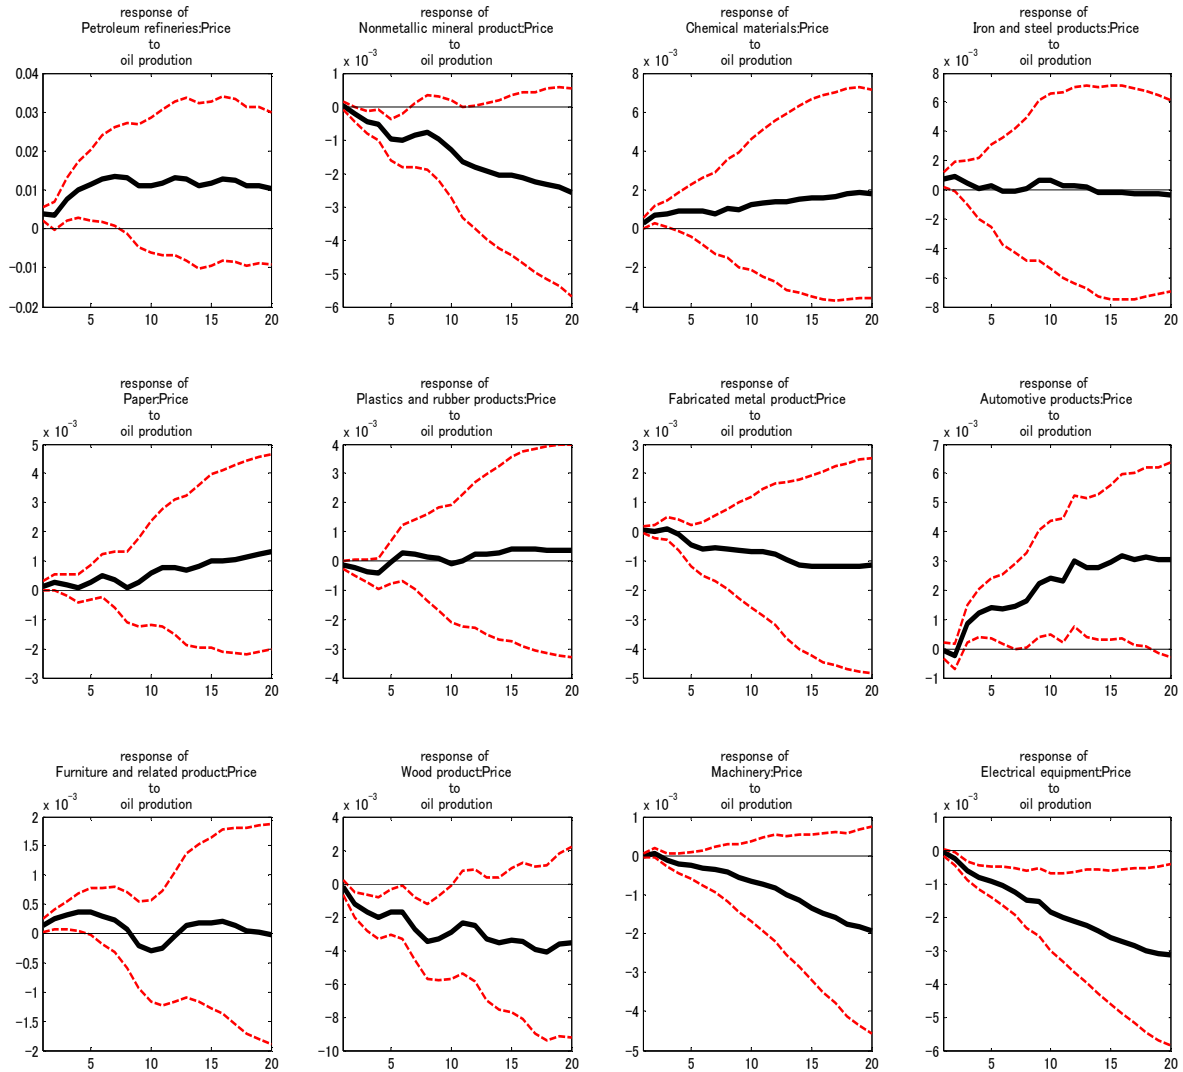 response of
Petroleum refineries:Price
to
oil prodution
0.04
0.03
0.02
0.01
0
-0.01
-0.02
5 10 15 20
response of
Nonmetallic mineral product:Price
to
oil prodution
x 10^-3
1
0
-1
-2
-3
-4
-5
-6
5 10 15 20
response of
Chemical materials:Price
to
oil prodution
x 10^-3
8
6
4
2
0
-2
-4
5 10 15 20
response of
Iron and steel products:Price
to
oil prodution
x 10^-3
8
6
4
2
0
-2
-4
-6
-8
5 10 15 20
response of
Paper:Price
to
oil prodution
x 10^-3
5
4
3
2
1
0
-1
-2
-3
5 10 15 20
response of
Plastics and rubber products:Price
to
oil prodution
x 10^-3
4
3
2
1
0
-1
-2
-3
-4
5 10 15 20
response of
Fabricated metal product:Price
to
oil prodution
x 10^-3
3
2
1
0
-1
-2
-3
-4
-5
5 10 15 20
response of
Automotive products:Price
to
oil prodution
x 10^-3
7
6
5
4
3
2
1
0
-1
5 10 15 20
response of
Furniture and related product:Price
to
oil prodution
x 10^-3
2
1.5
1
0.5
0
-0.5
-1
-1.5
-2
5 10 15 20
response of
Wood product:Price
to
oil prodution
x 10^-3
4
2
0
-2
-4
-6
-8
-10
5 10 15 20
response of
Machinery:Price
to
oil prodution
x 10^-3
1
0
-1
-2
-3
-4
-5
5 10 15 20
response of
Electrical equipment:Price
to
oil prodution
x 10^-3
1
0
-1
-2
-3
-4
-5
-6
5 10 15 20